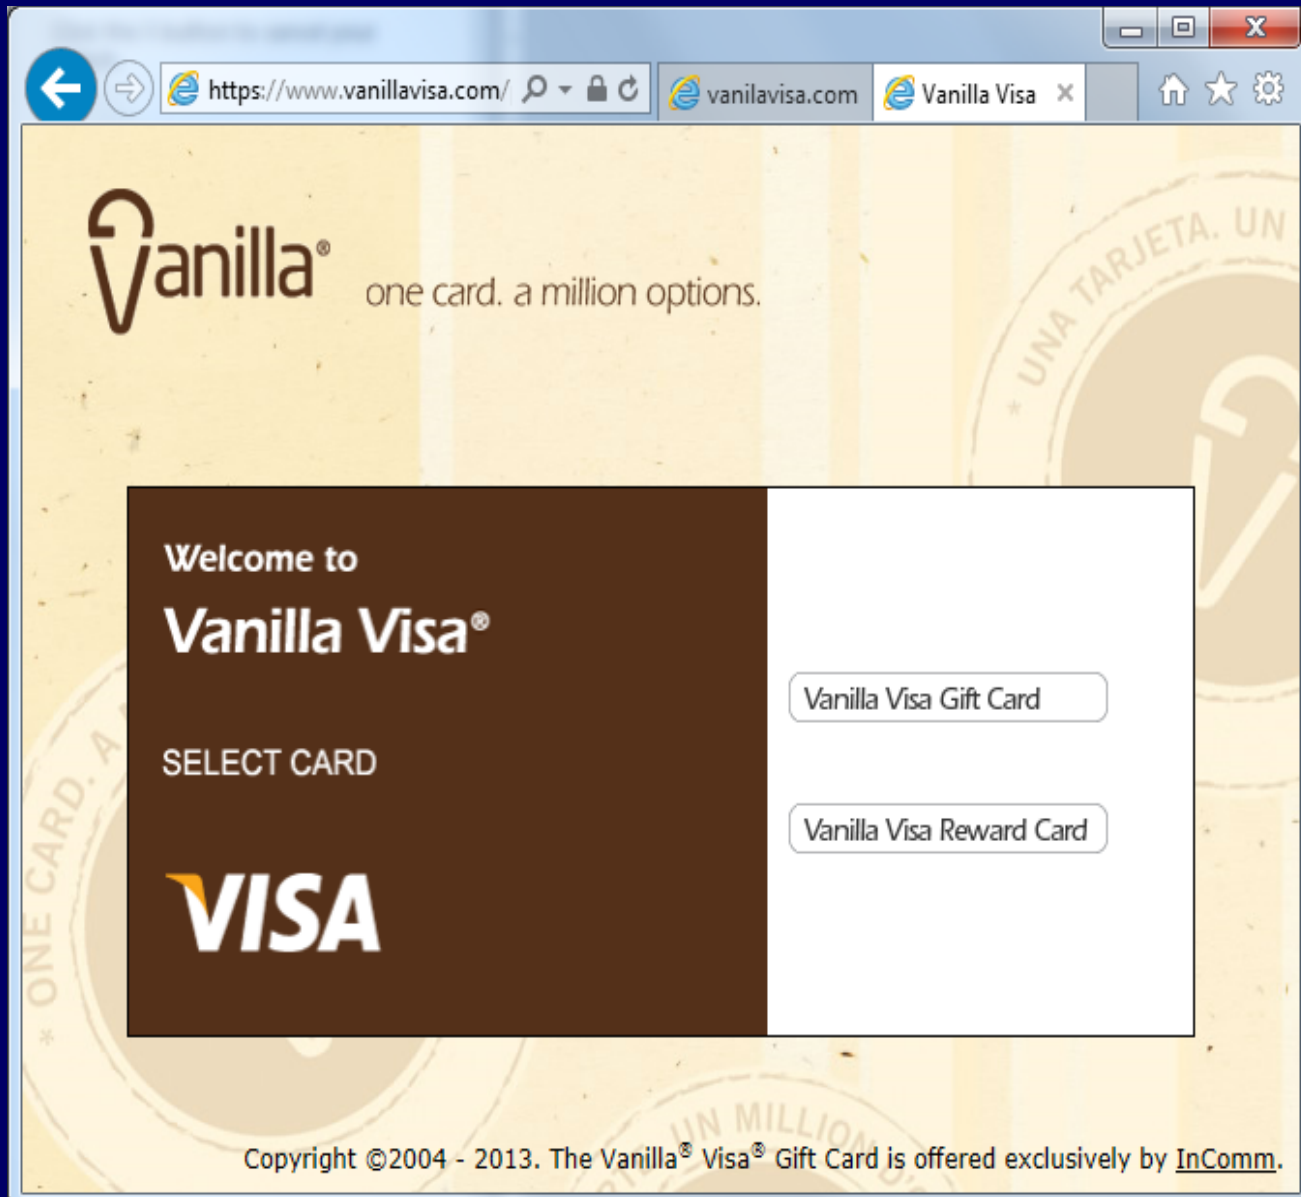 https://www.vanillavisa.com/
vanilavisa.com
Vanilla Visa
Vanilla®
one card. a million options.
* UNA TARJETA. UN
Welcome to
Vanilla Visa®
SELECT CARD
VISA
Vanilla Visa Gift Card
Vanilla Visa Reward Card
* ONE CARD. A
UN MILLION D'
Copyright ©2004 - 2013. The Vanilla® Visa® Gift Card is offered exclusively by InComm.